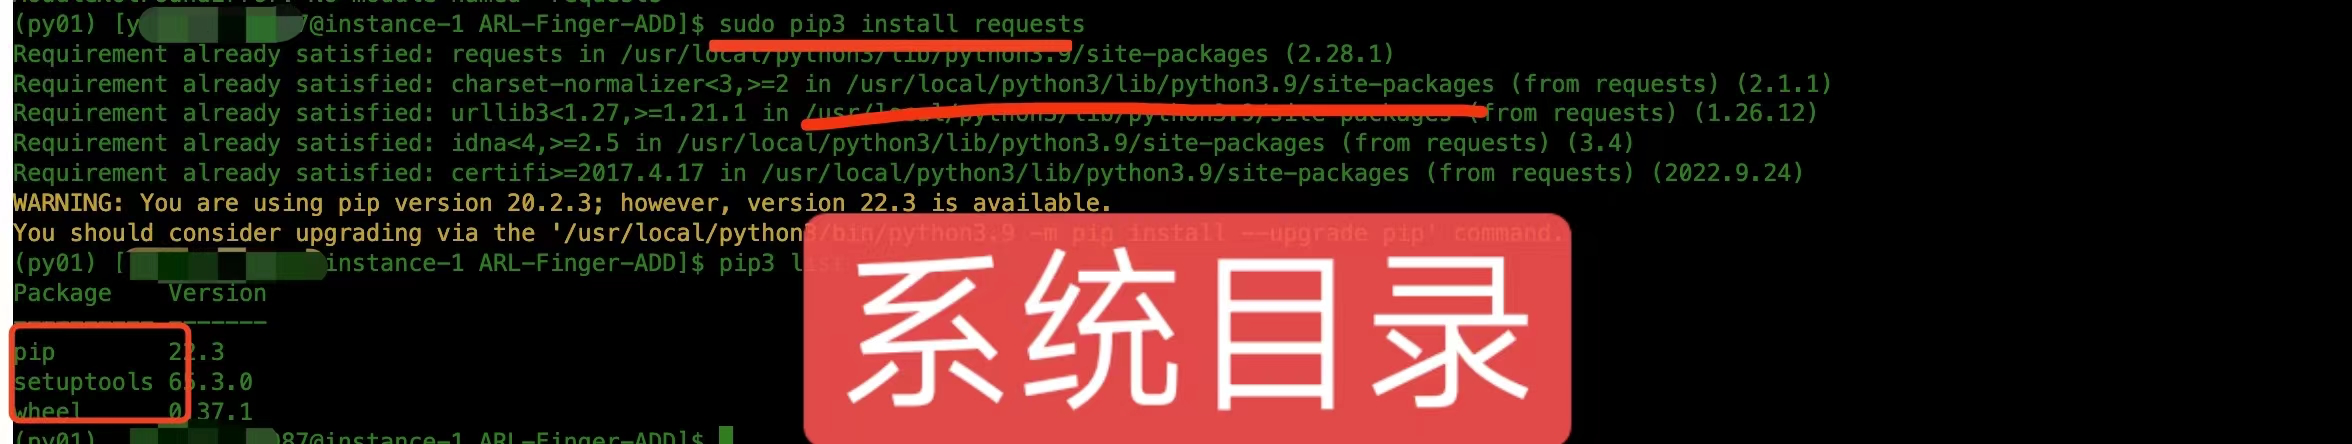 (py01) [y 7@instance-1 ARL-Finger-ADD]$ sudo pip3 install requests
Requirement already satisfied: requests in /usr/local/python3/lib/python3.9/site-packages (2.28.1)
Requirement already satisfied: charset-normalizer<3,>=2 in /usr/local/python3/lib/python3.9/site-packages (from requests) (2.1.1)
Requirement already satisfied: urllib3<1.27,>=1.21.1 in /usr/local/python3/lib/python3.9/site-packages (from requests) (1.26.12)
Requirement already satisfied: idna<4,>=2.5 in /usr/local/python3/lib/python3.9/site-packages (from requests) (3.4)
Requirement already satisfied: certifi>=2017.4.17 in /usr/local/python3/lib/python3.9/site-packages (from requests) (2022.9.24)
WARNING: You are using pip version 20.2.3; however, version 22.3 is available.
You should consider upgrading via the '/usr/local/python3/bin/python3.9 -m pip install --upgrade pip' command.
(py01) [ instance-1 ARL-Finger-ADD]$ pip3 list
Package    Version
---------- -------
pip        22.3
setuptools 65.3.0
wheel      0.37.1
(py01) 87@instance-1 ARL-Finger-ADD]$
系统目录